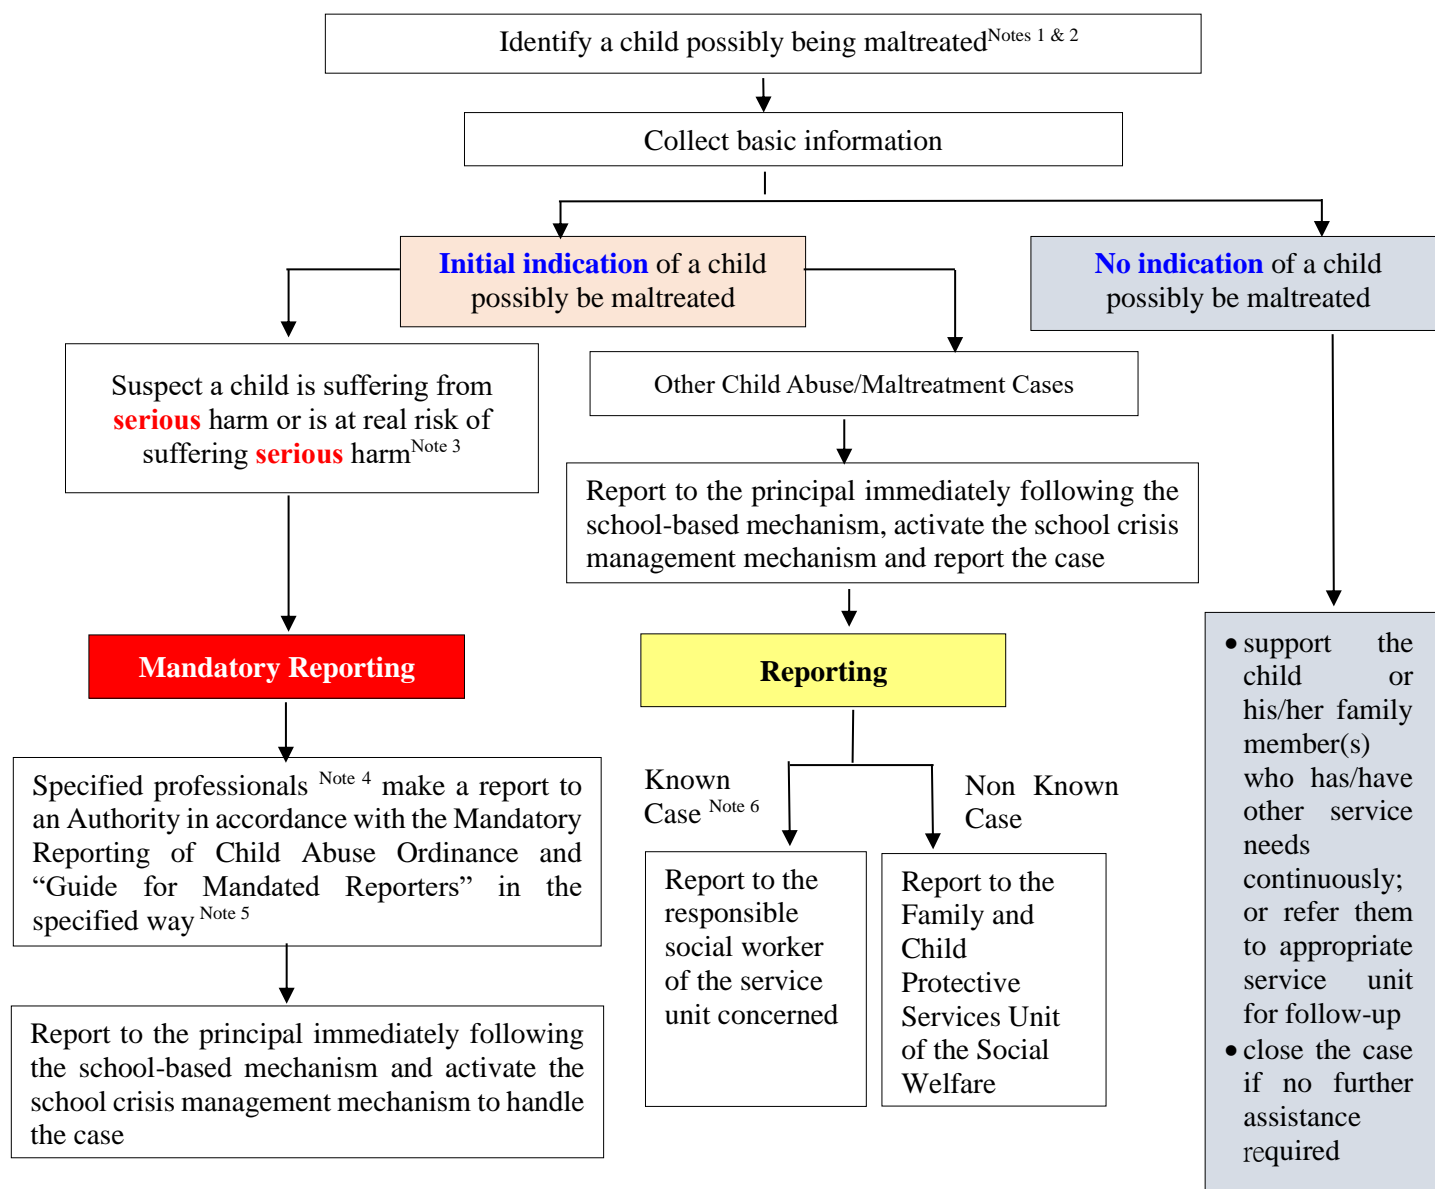 Identify a child possibly being maltreated Notes 1 & 2
Collect basic information
Initial indication of a child
possibly be maltreated
No indication of a child
possibly be maltreated
Suspect a child is suffering from
serious harm or is at real risk of
suffering serious harm Note 3
Other Child Abuse/Maltreatment Cases
Report to the principal immediately following the
school-based mechanism, activate the school crisis
management mechanism and report the case
Mandatory Reporting
Reporting
Specified professionals Note 4 make a report to
an Authority in accordance with the Mandatory
Reporting of Child Abuse Ordinance and
“Guide for Mandated Reporters” in the
specified way Note 5
Report to the principal immediately following
the school-based mechanism and activate the
school crisis management mechanism to handle
the case
Known
Case Note 6
Non Known
Case
Report to the
responsible
social worker
of the service
unit concerned
Report to the
Family and
Child
Protective
Services Unit
of the Social
Welfare
• support the
child or
his/her family
member(s)
who has/have
other service
needs
continuously;
or refer them
to appropriate
service unit
for follow-up
• close the case
if no further
assistance
required